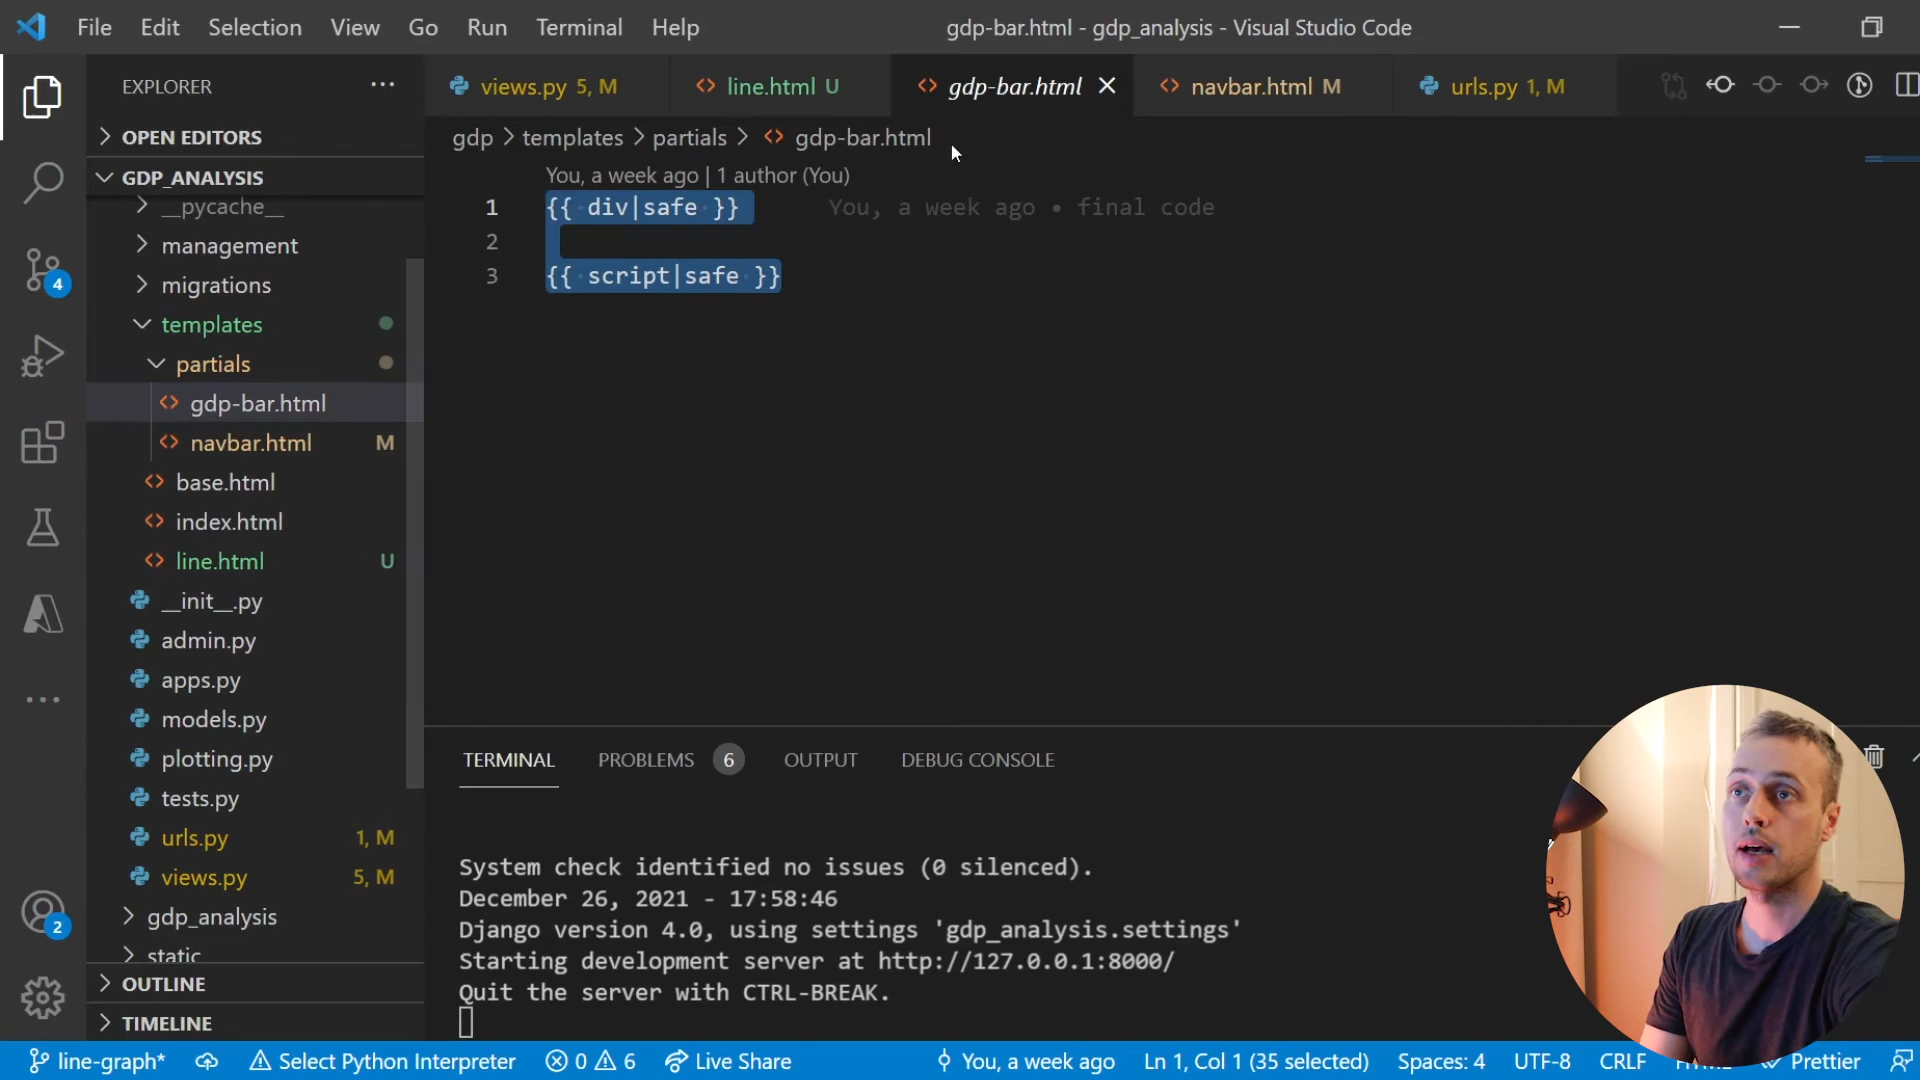 File Edit Selection View Go Run Terminal Help
gdp-bar.html - gdp_analysis - Visual Studio Code
EXPLORER
OPEN EDITORS
GDP_ANALYSIS
__pycache__
management
migrations
templates
partials
gdp-bar.html
navbar.html M
base.html
index.html
line.html U
__init__.py
admin.py
apps.py
models.py
plotting.py
tests.py
urls.py 1, M
views.py 5, M
gdp_analysis
static
OUTLINE
TIMELINE
4
2
views.py 5, M
line.html U
gdp-bar.html
navbar.html M
urls.py 1, M
gdp > templates > partials > gdp-bar.html
You, a week ago | 1 author (You)
1 {{ div|safe }} You, a week ago • final code
2
3 {{ script|safe }}
TERMINAL PROBLEMS 6 OUTPUT DEBUG CONSOLE
System check identified no issues (0 silenced).
December 26, 2021 - 17:58:46
Django version 4.0, using settings 'gdp_analysis.settings'
Starting development server at http://127.0.0.1:8000/
Quit the server with CTRL-BREAK.
line-graph* Select Python Interpreter 0 6 Live Share You, a week ago Ln 1, Col 1 (35 selected) Spaces: 4 UTF-8 CRLF HTML Prettier